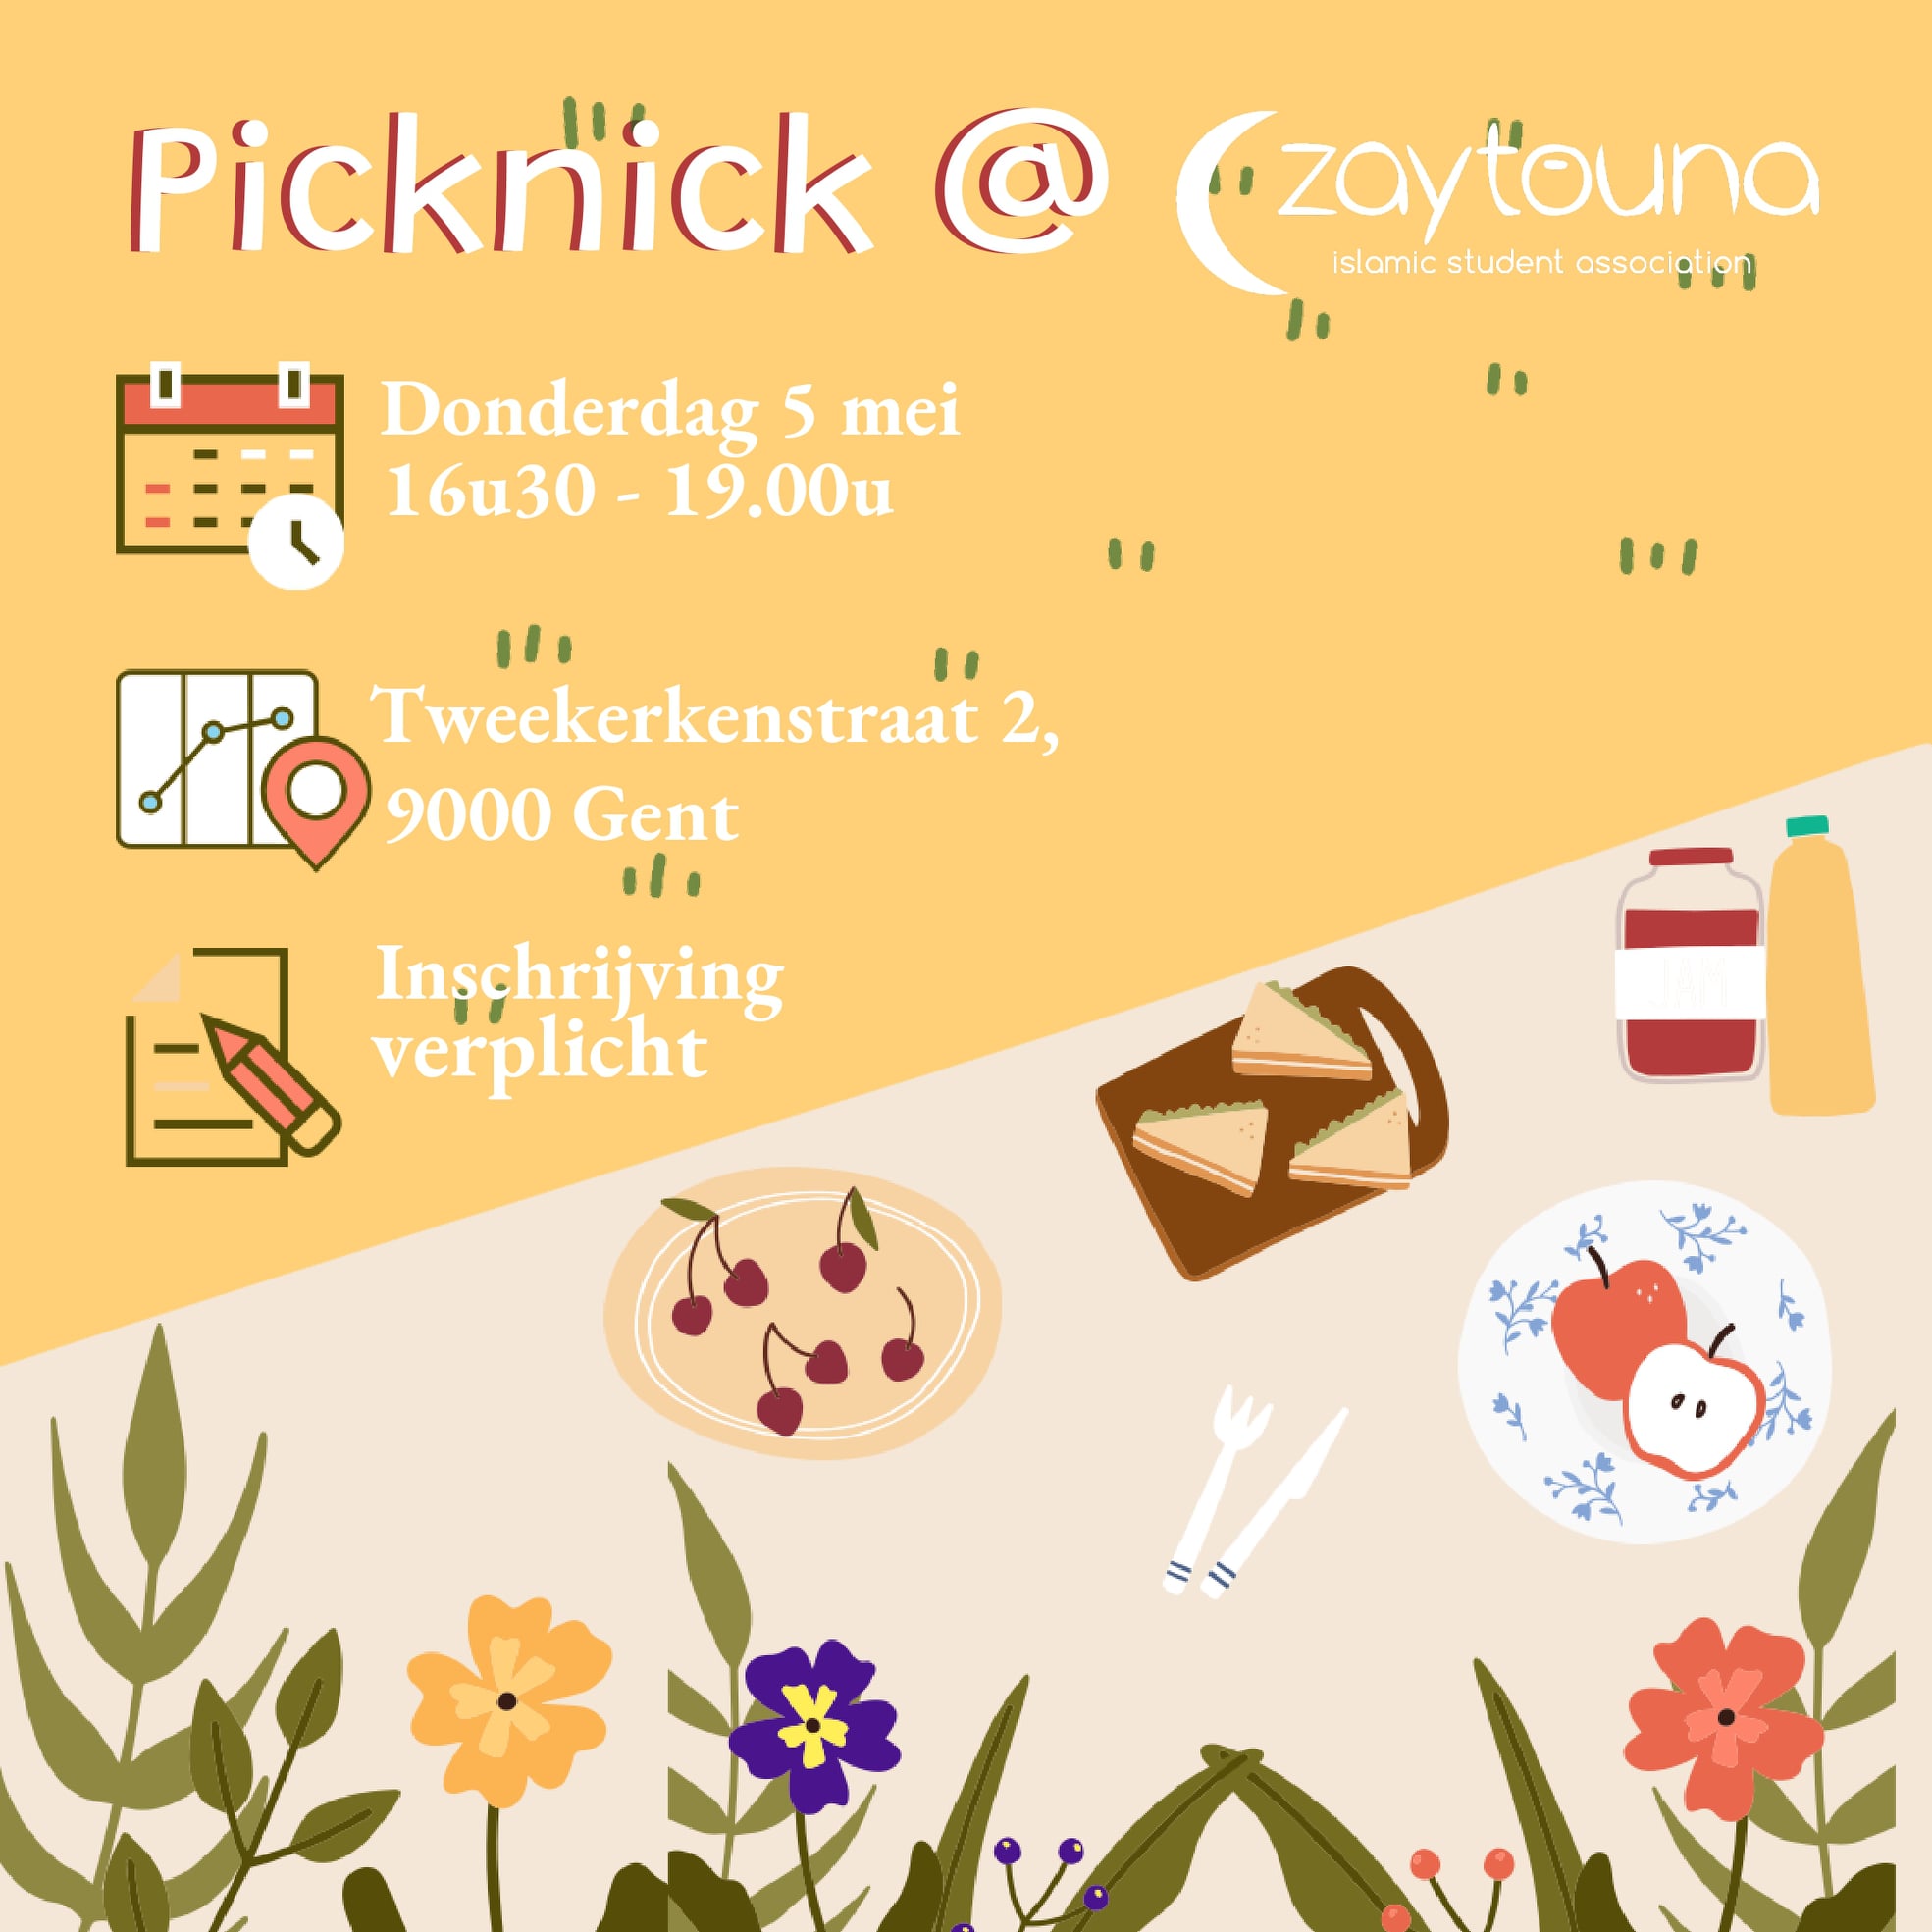 Picknick @ zaytouna
islamic student association
Donderdag 5 mei
16u30 - 19.00u
Tweekerkenstraat 2,
9000 Gent
Inschrijving
verplicht
JAM